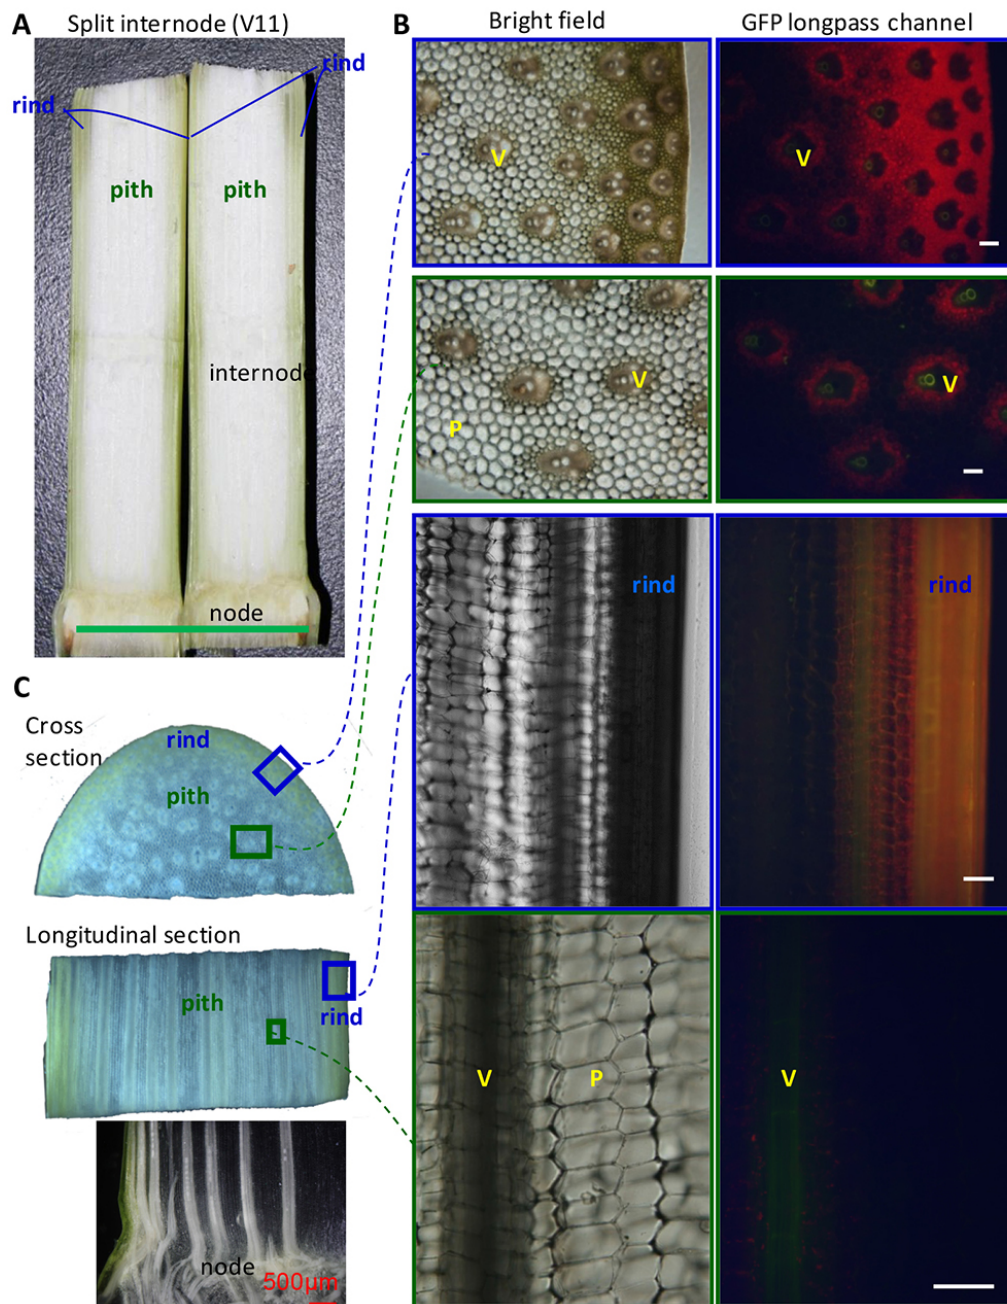 A
Split internode (V11)
rind
rind
pith
pith
internode
node
B
Bright field
GFP longpass channel
V
V
V
P
V
rind
rind
V
P
V
C
Cross
section
rind
pith
Longitudinal section
pith
rind
node
500µm